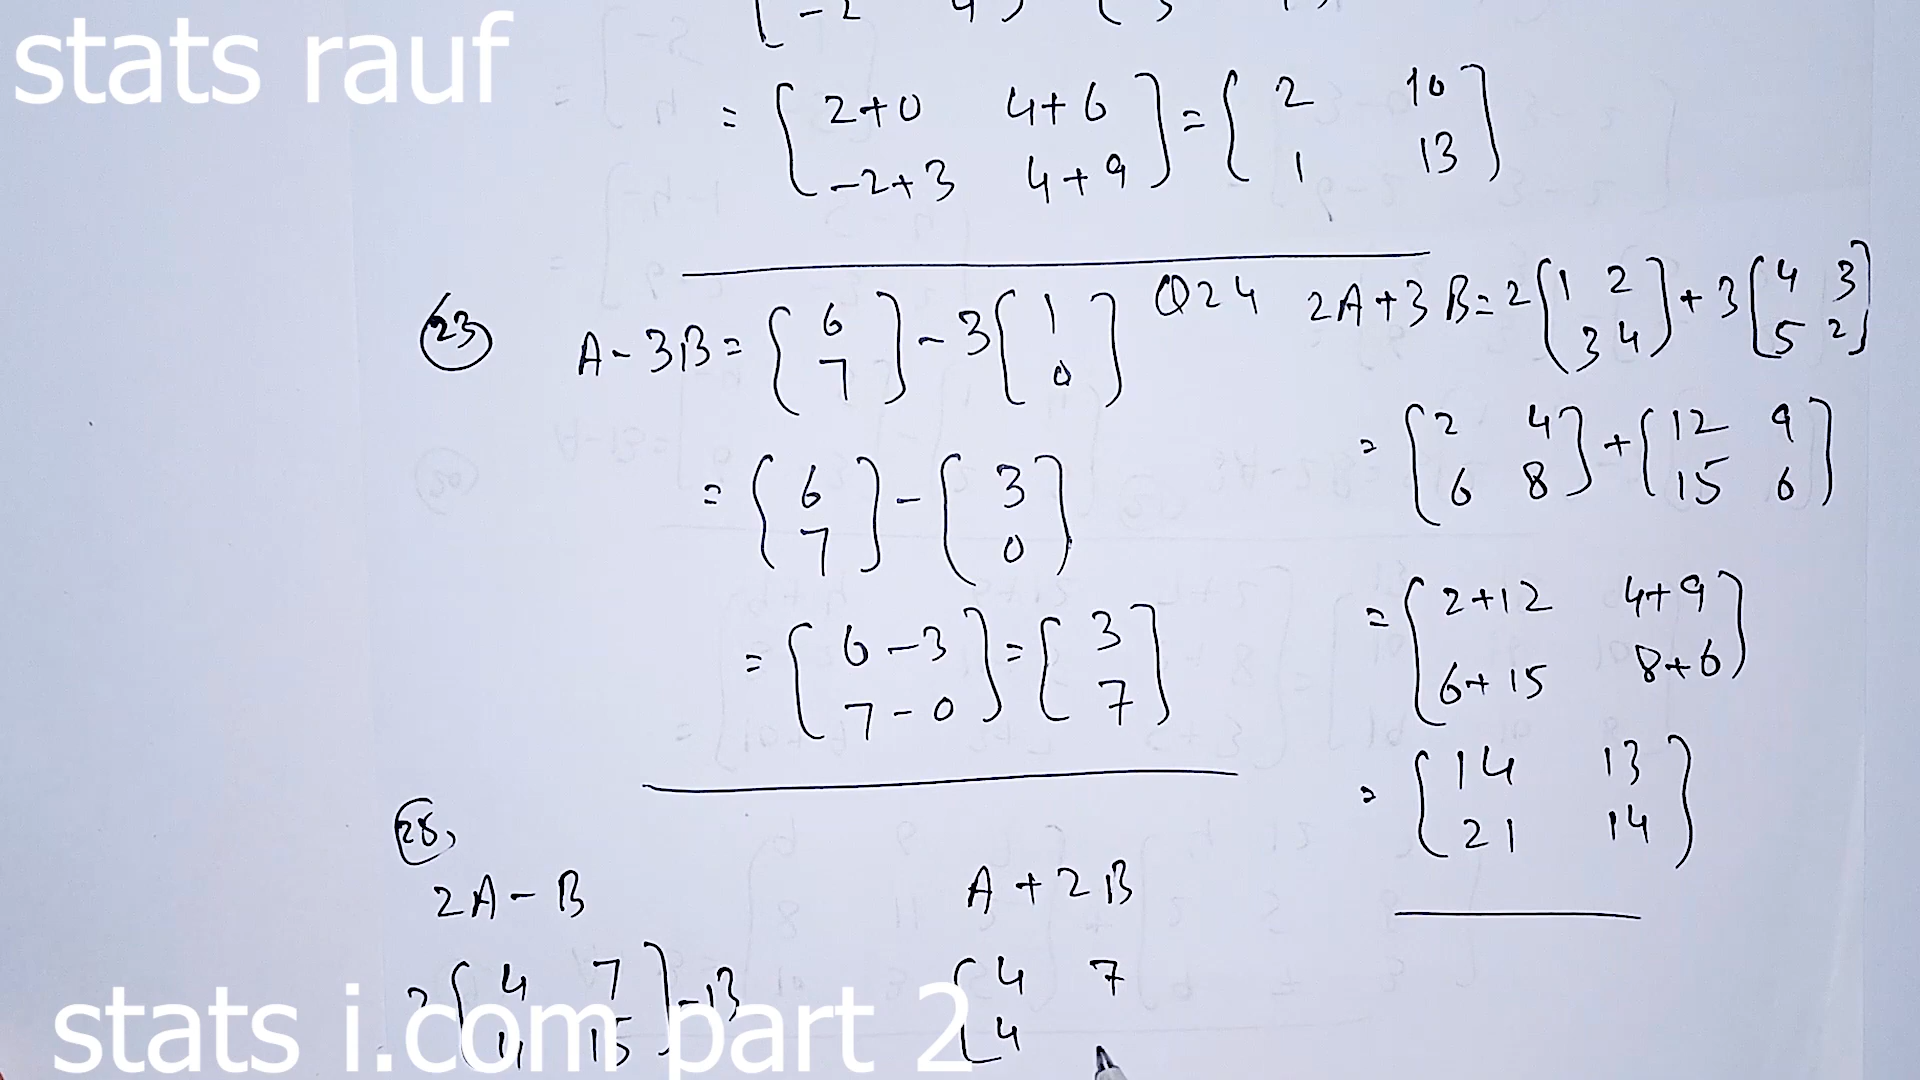 stats rauf
= [ 2+0 4+6 ] = [ 2 10 ]
[ -2+3 4+9 ] [ 1 13 ]
(23) A - 3B = [ 6 ] - 3 [ 1 ]
[ 7 ] [ 0 ]
= [ 6 ] - [ 3 ]
[ 7 ] [ 0 ]
= [ 6-3 ] = [ 3 ]
[ 7-0 ] [ 7 ]
Q24 2A+3B = 2 [ 1 2 ] + 3 [ 4 3 ]
[ 3 4 ] [ 5 2 ]
= [ 2 4 ] + [ 12 9 ]
[ 6 8 ] [ 15 6 ]
= [ 2+12 4+9 ]
[ 6+15 8+6 ]
= [ 14 13 ]
[ 21 14 ]
2A - B
2 [ 4 7 ] - B
15 ]
A + 2B
[ 4 7
[ 4
stats i.com part 2